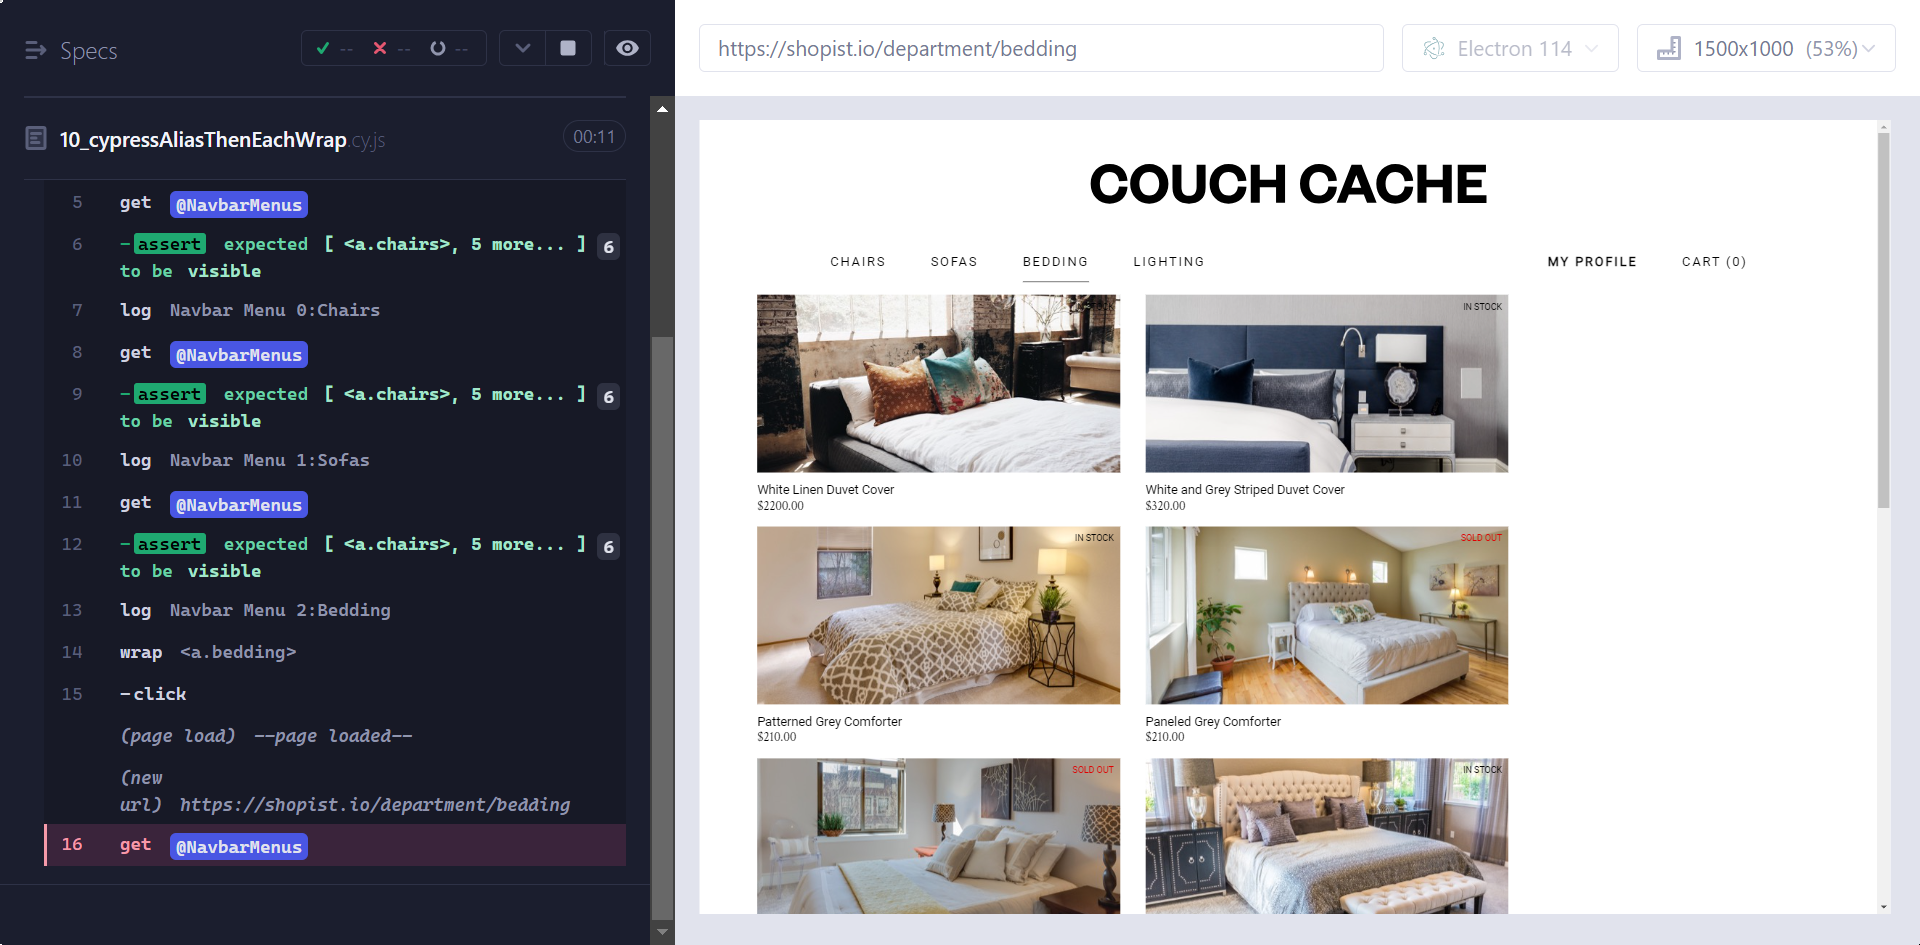 Specs
--
--
--
10_cypressAliasThenEachWrap.cy.js
00:11
5 get @NavbarMenus
6 -assert expected [ <a.chairs>, 5 more... ] 6
to be visible
7 log Navbar Menu 0:Chairs
8 get @NavbarMenus
9 -assert expected [ <a.chairs>, 5 more... ] 6
to be visible
10 log Navbar Menu 1:Sofas
11 get @NavbarMenus
12 -assert expected [ <a.chairs>, 5 more... ] 6
to be visible
13 log Navbar Menu 2:Bedding
14 wrap <a.bedding>
15 -click
(page load) --page loaded--
(new
url) https://shopist.io/department/bedding
16 get @NavbarMenus
https://shopist.io/department/bedding
Electron 114
1500x1000 (53%)
COUCH CACHE
CHAIRS SOFAS BEDDING LIGHTING MY PROFILE CART (0)
IN STOCK
IN STOCK
White Linen Duvet Cover
$2200.00
White and Grey Striped Duvet Cover
$320.00
IN STOCK
SOLD OUT
Patterned Grey Comforter
$210.00
Paneled Grey Comforter
$210.00
SOLD OUT
IN STOCK